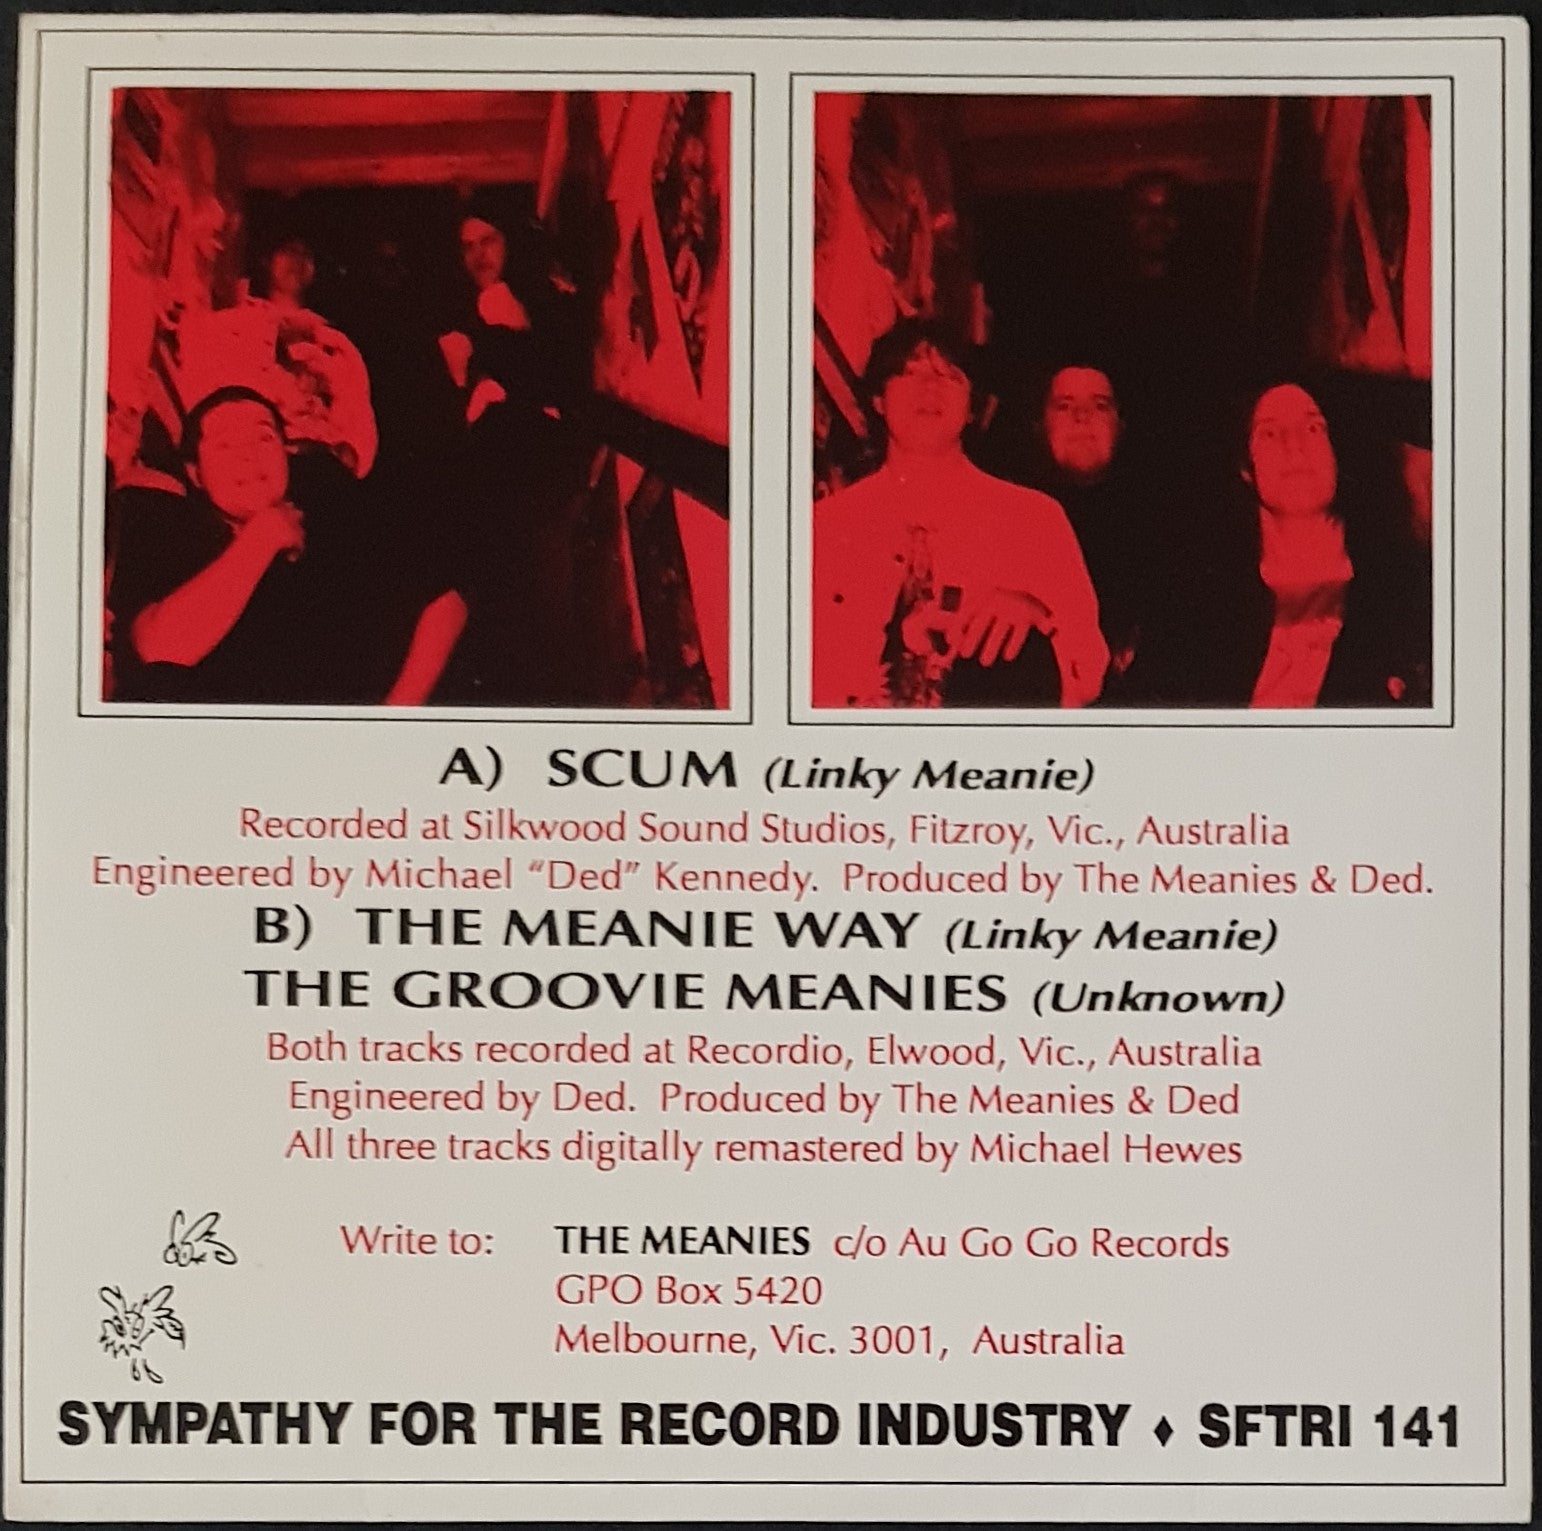 A) SCUM (Linky Meanie)
Recorded at Silkwood Sound Studios, Fitzroy, Vic., Australia
Engineered by Michael “Ded” Kennedy. Produced by The Meanies & Ded.
B) THE MEANIE WAY (Linky Meanie)
THE GROOVIE MEANIES (Unknown)
Both tracks recorded at Recordio, Elwood, Vic., Australia
Engineered by Ded. Produced by The Meanies & Ded
All three tracks digitally remastered by Michael Hewes
Write to: THE MEANIES c/o Au Go Go Records
GPO Box 5420
Melbourne, Vic. 3001, Australia
SYMPATHY FOR THE RECORD INDUSTRY ♦ SFTRI 141